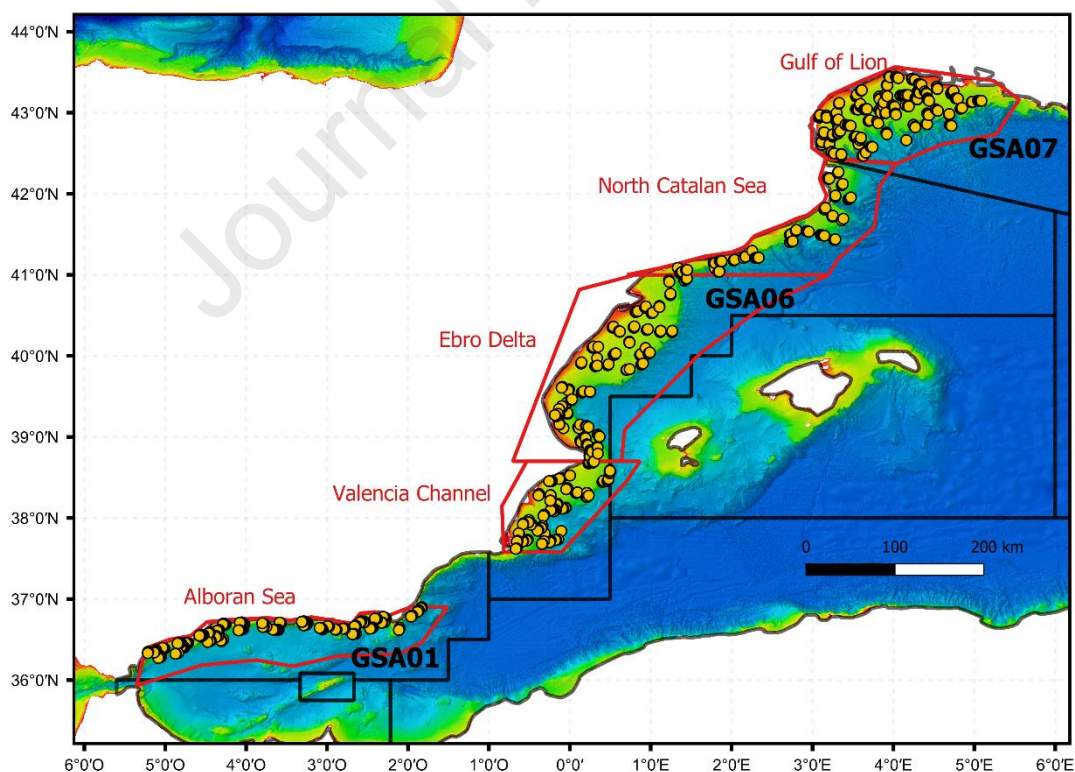 Journal
44°0'N
43°0'N
42°0'N
41°0'N
40°0'N
39°0'N
38°0'N
37°0'N
36°0'N
Gulf of Lion
GSA07
North Catalan Sea
GSA06
Ebro Delta
Valencia Channel
0 100 200 km
Alboran Sea
GSA01
6°0'O 5°0'O 4°0'O 3°0'O 2°0'O 1°0'O 0°0' 1°0'E 2°0'E 3°0'E 4°0'E 5°0'E 6°0'E